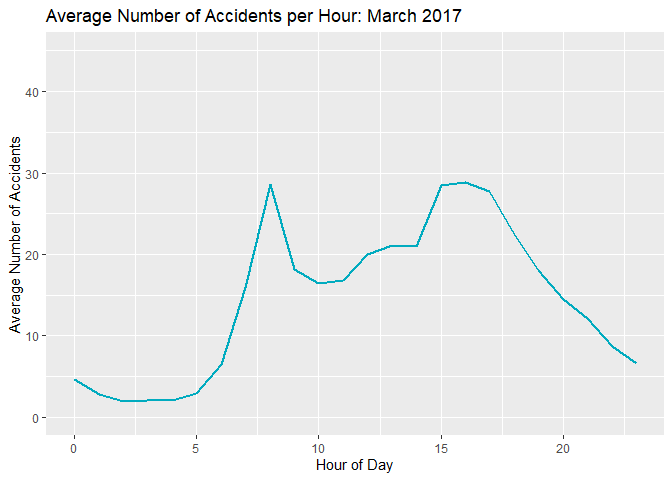 Average Number of Accidents per Hour: March 2017
Average Number of Accidents
40
30
20
10
0
0 5 10 15 20
Hour of Day